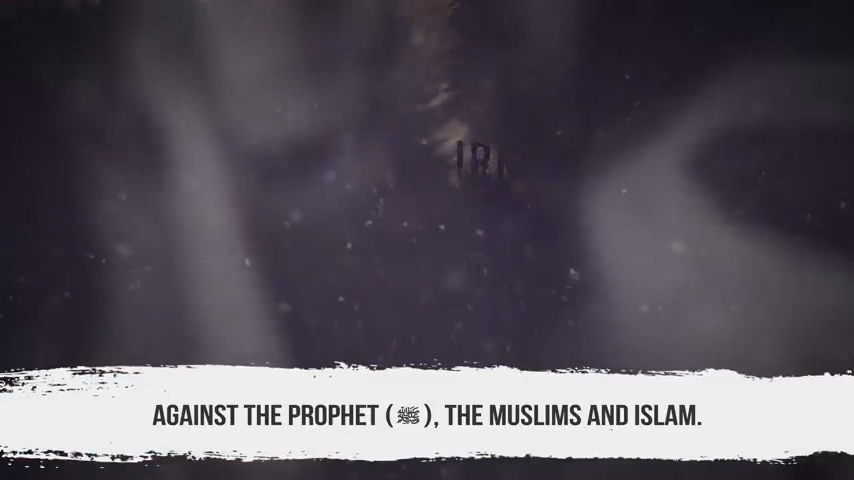 AGAINST THE PROPHET (ﷺ), THE MUSLIMS AND ISLAM.